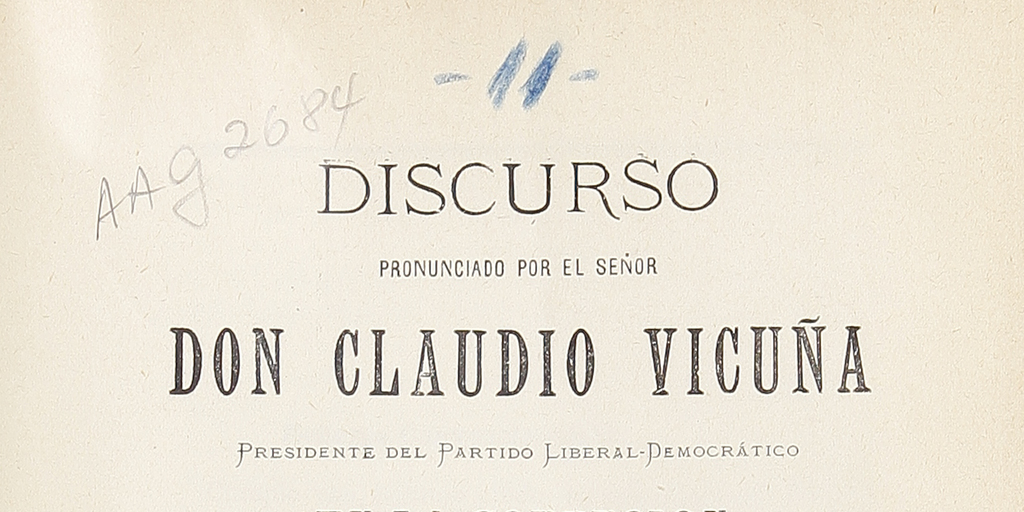 - 11 -
AAG 2684
DISCURSO
PRONUNCIADO POR EL SEÑOR
DON CLAUDIO VICUÑA
PRESIDENTE DEL PARTIDO LIBERAL-DEMOCRÁTICO